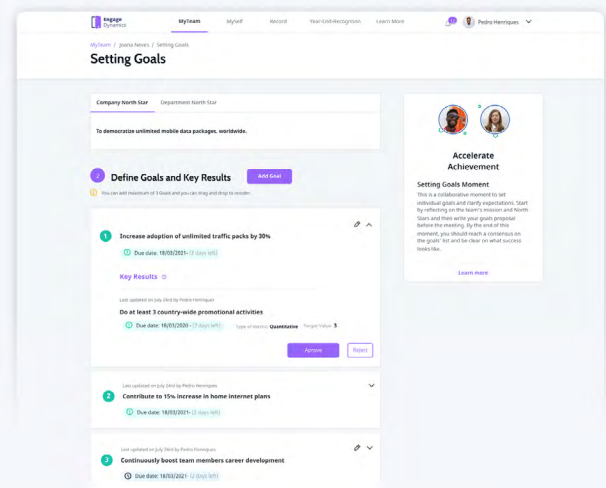 Engage
Dynamics
MyTeam
Myself
Record
Year-End-Recognition
Learn More
Pedro Henriques
MyTeam / Joana Neves / Setting Goals
Setting Goals
Company North Star
Department North Star
To democratize unlimited mobile data packages, worldwide.
2 Define Goals and Key Results
Add Goal
You can add maximum of 3 Goals and you can drag and drop to reorder.
1 Increase adoption of unlimited traffic packs by 30%
Due date: 18/03/2021- (2 days left)
Key Results
Last updated on July 23rd by Pedro Henriques
Do at least 3 country-wide promotional activities
Due date: 18/03/2020 - (2 days left)
Type of Metric: Quantitative
Target Value: 3
Aprove
Reject
Last updated on July 23rd by Pedro Henriques
2 Contribute to 15% increase in home internet plans
Due date: 18/03/2021- (2 days left)
Last updated on July 23rd by Pedro Henriques
3 Continuously boost team members career development
Due date: 18/03/2021- (2 days left)
Accelerate
Achievement
Setting Goals Moment
This is a collaborative moment to set
individual goals and clarify expectations. Start
by reflecting on the team's mission and North
Stars and then write your goals proposal
before the meeting. By the end of this
moment, you should reach a consensus on
the goals' list and be clear on what success
looks like.
Learn more